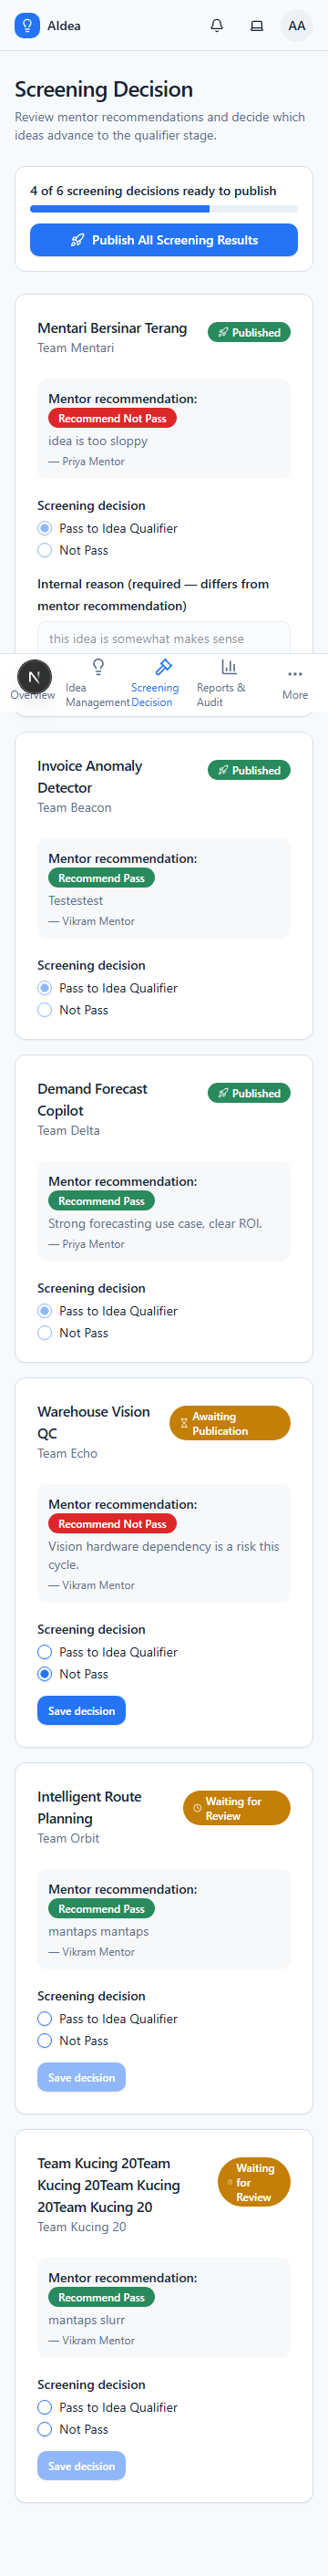 AIdea
AA
Screening Decision
Review mentor recommendations and decide which
ideas advance to the qualifier stage.
4 of 6 screening decisions ready to publish
Publish All Screening Results
Mentari Bersinar Terang
Published
Team Mentari
Mentor recommendation:
Recommend Not Pass
idea is too sloppy
— Priya Mentor
Screening decision
Pass to Idea Qualifier
Not Pass
Internal reason (required — differs from
mentor recommendation)
this idea is somewhat makes sense
N
Overview
Idea
Management
Screening
Decision
Reports &
Audit
More
Invoice Anomaly
Detector
Published
Team Beacon
Mentor recommendation:
Recommend Pass
Testestest
— Vikram Mentor
Screening decision
Pass to Idea Qualifier
Not Pass
Demand Forecast
Copilot
Published
Team Delta
Mentor recommendation:
Recommend Pass
Strong forecasting use case, clear ROI.
— Priya Mentor
Screening decision
Pass to Idea Qualifier
Not Pass
Warehouse Vision
QC
Awaiting
Publication
Team Echo
Mentor recommendation:
Recommend Not Pass
Vision hardware dependency is a risk this
cycle.
— Vikram Mentor
Screening decision
Pass to Idea Qualifier
Not Pass
Save decision
Intelligent Route
Planning
Waiting for
Review
Team Orbit
Mentor recommendation:
Recommend Pass
mantaps mantaps
— Vikram Mentor
Screening decision
Pass to Idea Qualifier
Not Pass
Save decision
Team Kucing 20Team
Kucing 20Team Kucing
20Team Kucing 20
Waiting
for
Review
Team Kucing 20
Mentor recommendation:
Recommend Pass
mantaps slurr
— Vikram Mentor
Screening decision
Pass to Idea Qualifier
Not Pass
Save decision